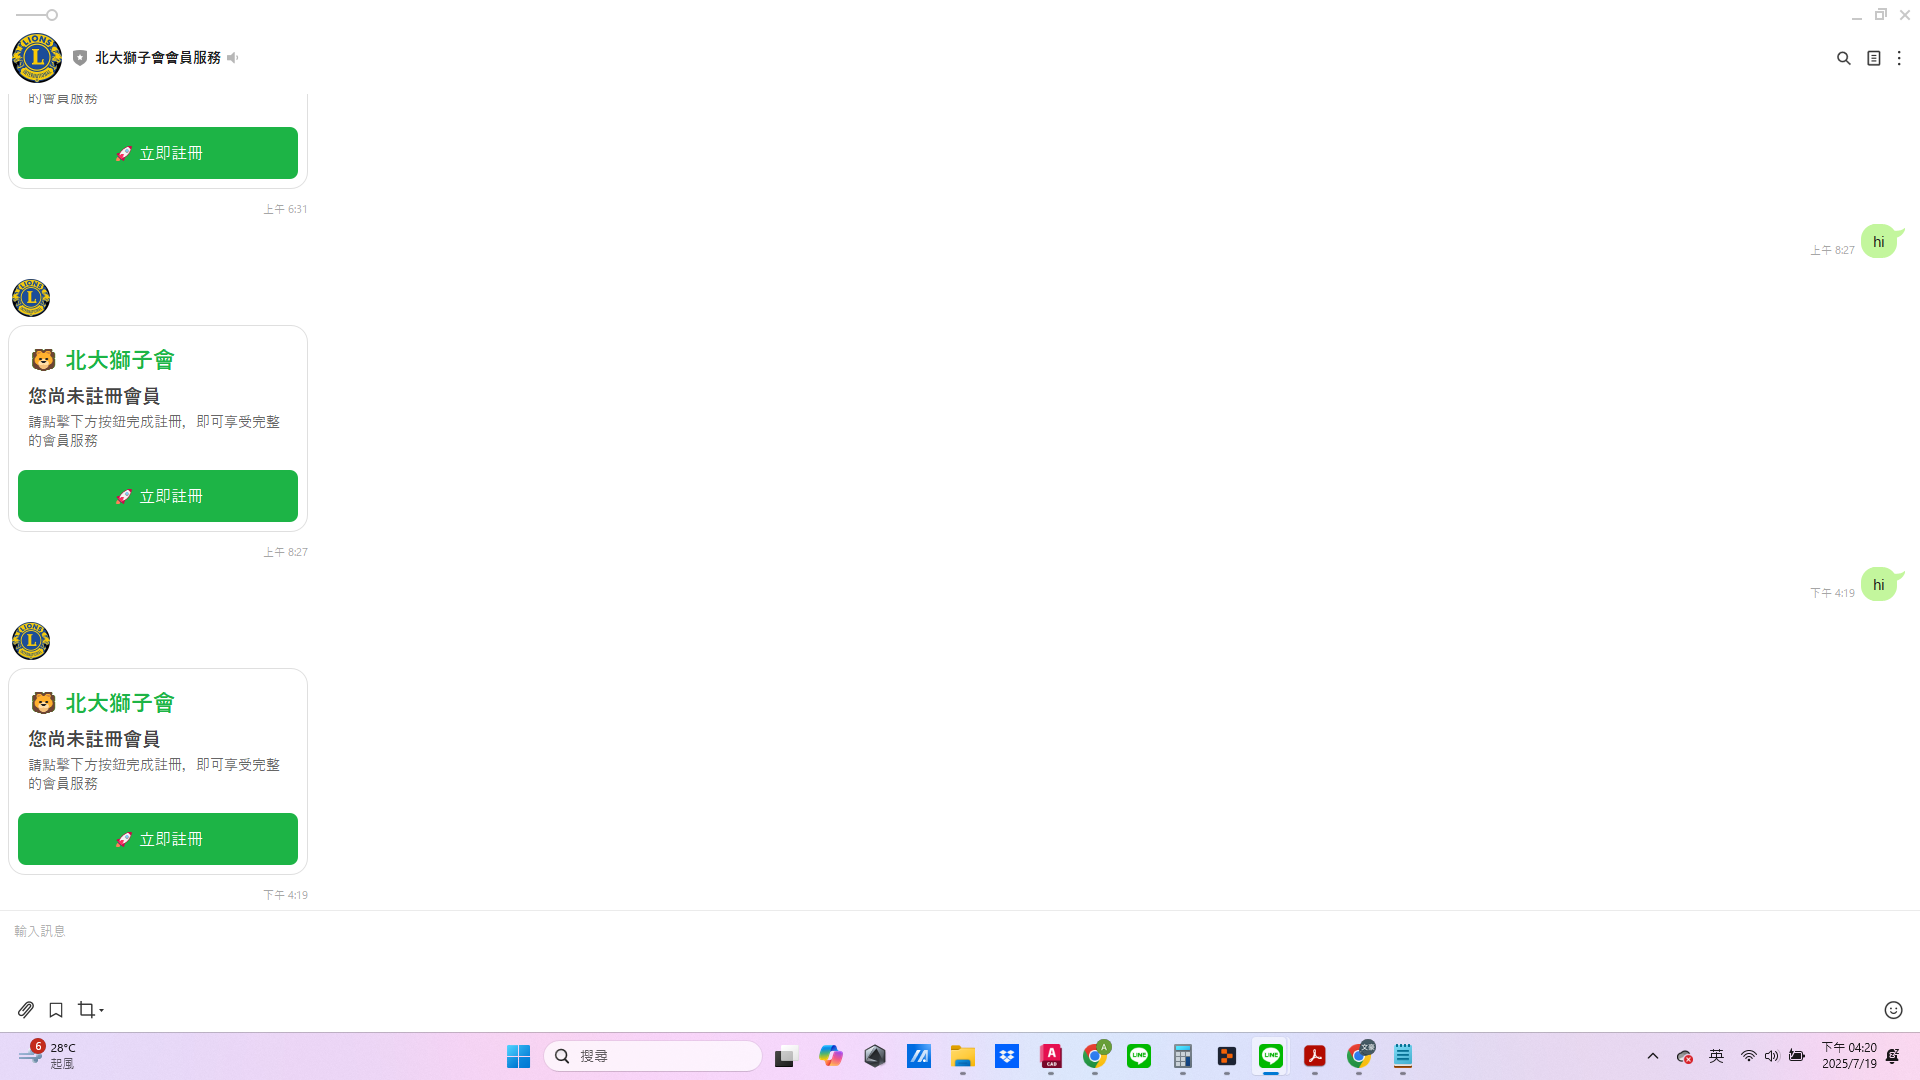 北大獅子會會員服務
的會員服務
🚀 立即註冊
上午 6:31
上午 8:27
hi
🦁 北大獅子會
您尚未註冊會員
請點擊下方按鈕完成註冊，即可享受完整
的會員服務
🚀 立即註冊
上午 8:27
下午 4:19
hi
🦁 北大獅子會
您尚未註冊會員
請點擊下方按鈕完成註冊，即可享受完整
的會員服務
🚀 立即註冊
下午 4:19
輸入訊息
6
28°C
起風
搜尋
英
下午 04:20
2025/7/19